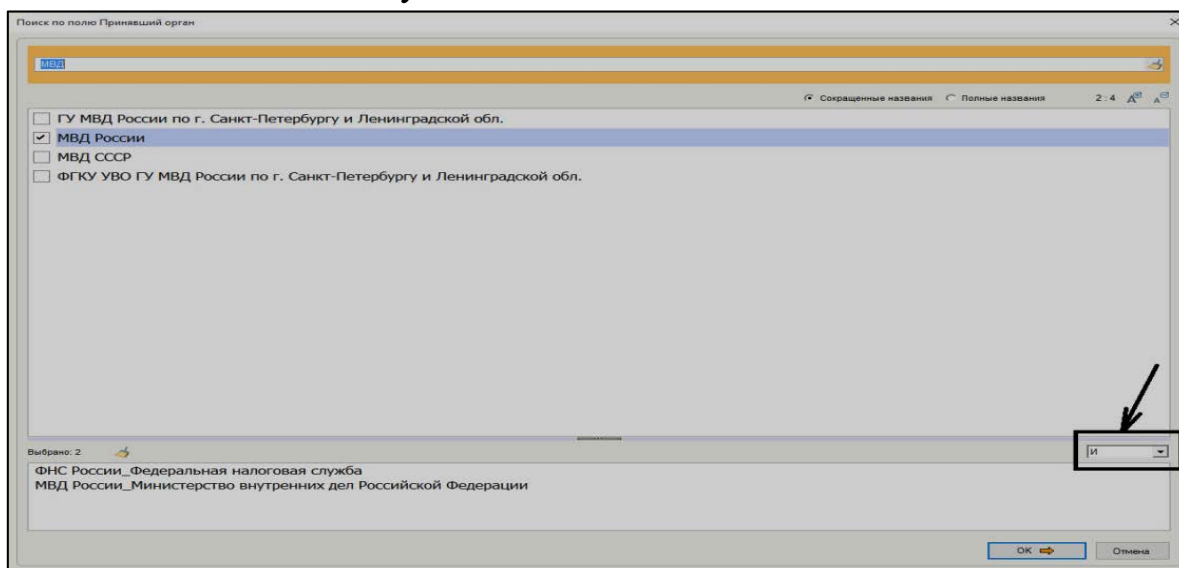 Поиск по полю Принявший орган
МВД
Сокращенные названия Полные названия 2:4 А А
ГУ МВД России по г. Санкт-Петербургу и Ленинградской обл.
МВД России
МВД СССР
ФГКУ УВО ГУ МВД России по г. Санкт-Петербургу и Ленинградской обл.
Выбрано: 2
И
ФНС России_Федеральная налоговая служба
МВД России_Министерство внутренних дел Российской Федерации
ОК Отмена